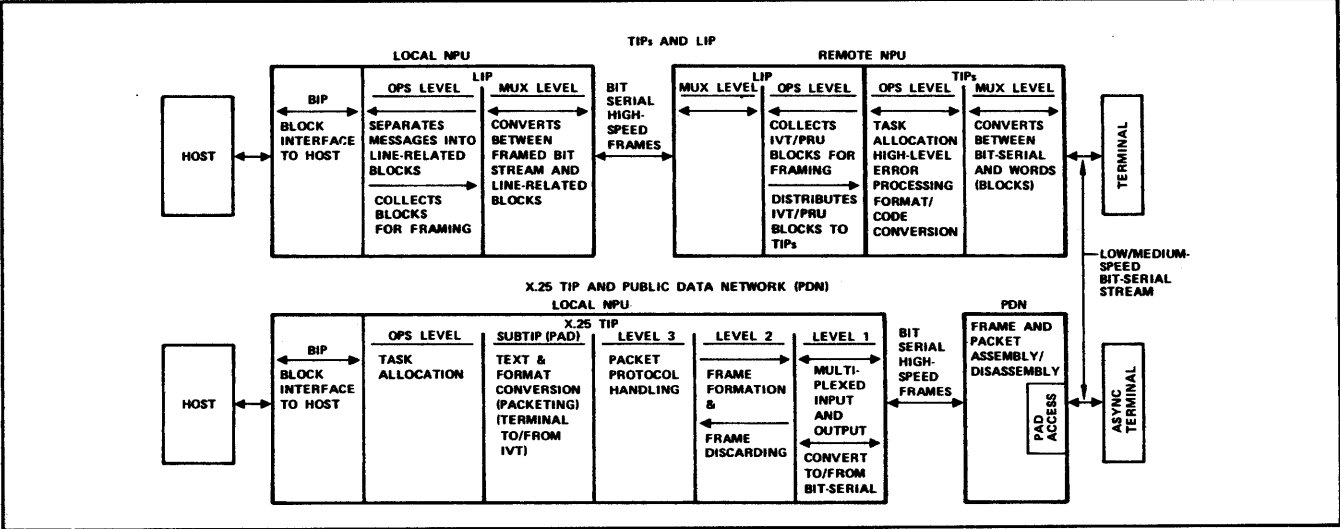 TIPs AND LIP
LOCAL NPU
REMOTE NPU
HOST
BIP
BLOCK
INTERFACE
TO HOST
LIP
OPS LEVEL
SEPARATES
MESSAGES INTO
LINE-RELATED
BLOCKS
COLLECTS
BLOCKS
FOR FRAMING
MUX LEVEL
CONVERTS
BETWEEN
FRAMED BIT
STREAM AND
LINE-RELATED
BLOCKS
BIT
SERIAL
HIGH-
SPEED
FRAMES
LIP
MUX LEVEL
OPS LEVEL
COLLECTS
IVT/PRU
BLOCKS FOR
FRAMING
DISTRIBUTES
IVT/PRU
BLOCKS TO
TIPs
TIPs
OPS LEVEL
TASK
ALLOCATION
HIGH-LEVEL
ERROR
PROCESSING
FORMAT/
CODE
CONVERSION
MUX LEVEL
CONVERTS
BETWEEN
BIT-SERIAL
AND WORDS
(BLOCKS)
TERMINAL
LOW/MEDIUM-
SPEED
BIT-SERIAL
STREAM
X.25 TIP AND PUBLIC DATA NETWORK (PDN)
LOCAL NPU
PDN
HOST
BIP
BLOCK
INTERFACE
TO HOST
X.25 TIP
OPS LEVEL
TASK
ALLOCATION
SUBTIP (PAD)
TEXT &
FORMAT
CONVERSION
(PACKETING)
(TERMINAL
TO/FROM
IVT)
LEVEL 3
PACKET
PROTOCOL
HANDLING
LEVEL 2
FRAME
FORMATION
&
FRAME
DISCARDING
LEVEL 1
MULTI-
PLEXED
INPUT
AND
OUTPUT
CONVERT
TO/FROM
BIT-SERIAL
BIT
SERIAL
HIGH-
SPEED
FRAMES
FRAME AND
PACKET
ASSEMBLY/
DISASSEMBLY
PAD
ACCESS
ASYNC
TERMINAL